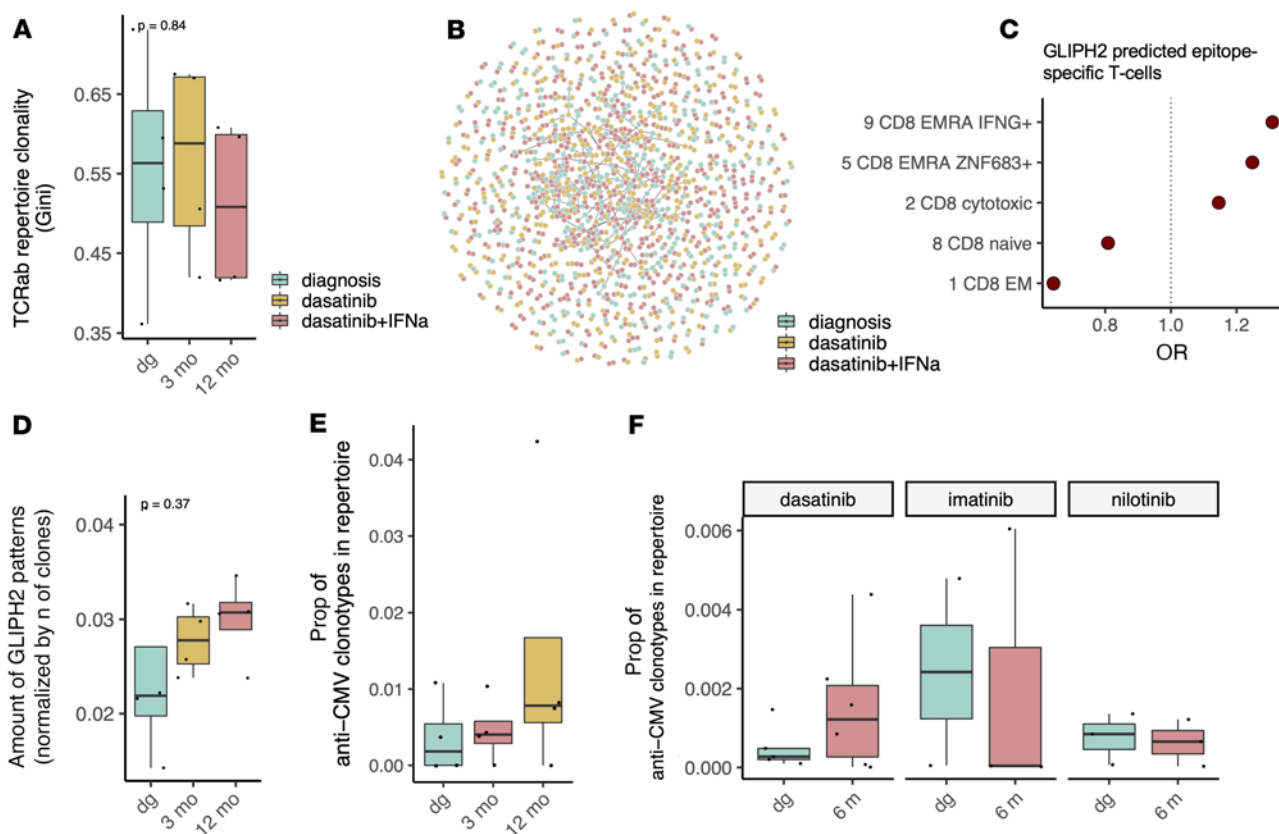 A
p = 0.84
TCRab repertoire clonality
(Gini)
0.65
0.55
0.45
0.35
dg
3 mo
12 mo
diagnosis
dasatinib
dasatinib+IFNa
B
diagnosis
dasatinib
dasatinib+IFNa
C
GLIPH2 predicted epitope-
specific T-cells
9 CD8 EMRA IFNG+
5 CD8 EMRA ZNF683+
2 CD8 cytotoxic
8 CD8 naive
1 CD8 EM
0.8
1.0
1.2
OR
D
p = 0.37
Amount of GLIPH2 patterns
(normalized by n of clones)
0.04
0.03
0.02
dg
3 mo
12 mo
E
Prop of
anti−CMV clonotypes in repertoire
0.04
0.03
0.02
0.01
0.00
dg
3 mo
12 mo
F
Prop of
anti−CMV clonotypes in repertoire
dasatinib
imatinib
nilotinib
0.006
0.004
0.002
0.000
dg
6 m
dg
6 m
dg
6 m